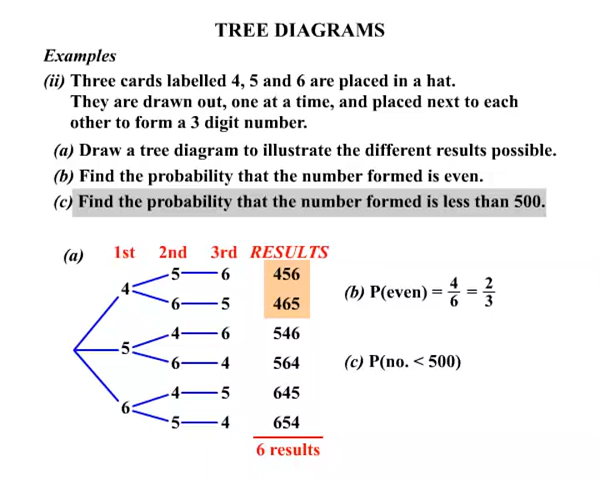 TREE DIAGRAMS
Examples
(ii) Three cards labelled 4, 5 and 6 are placed in a hat.
They are drawn out, one at a time, and placed next to each
other to form a 3 digit number.
(a) Draw a tree diagram to illustrate the different results possible.
(b) Find the probability that the number formed is even.
(c) Find the probability that the number formed is less than 500.
(a) 1st 2nd 3rd RESULTS
4 5 6 456
6 5 465
5 4 6 546
6 4 564
6 4 5 645
5 4 654
6 results
(b) P(even) = 4/6 = 2/3
(c) P(no. < 500)